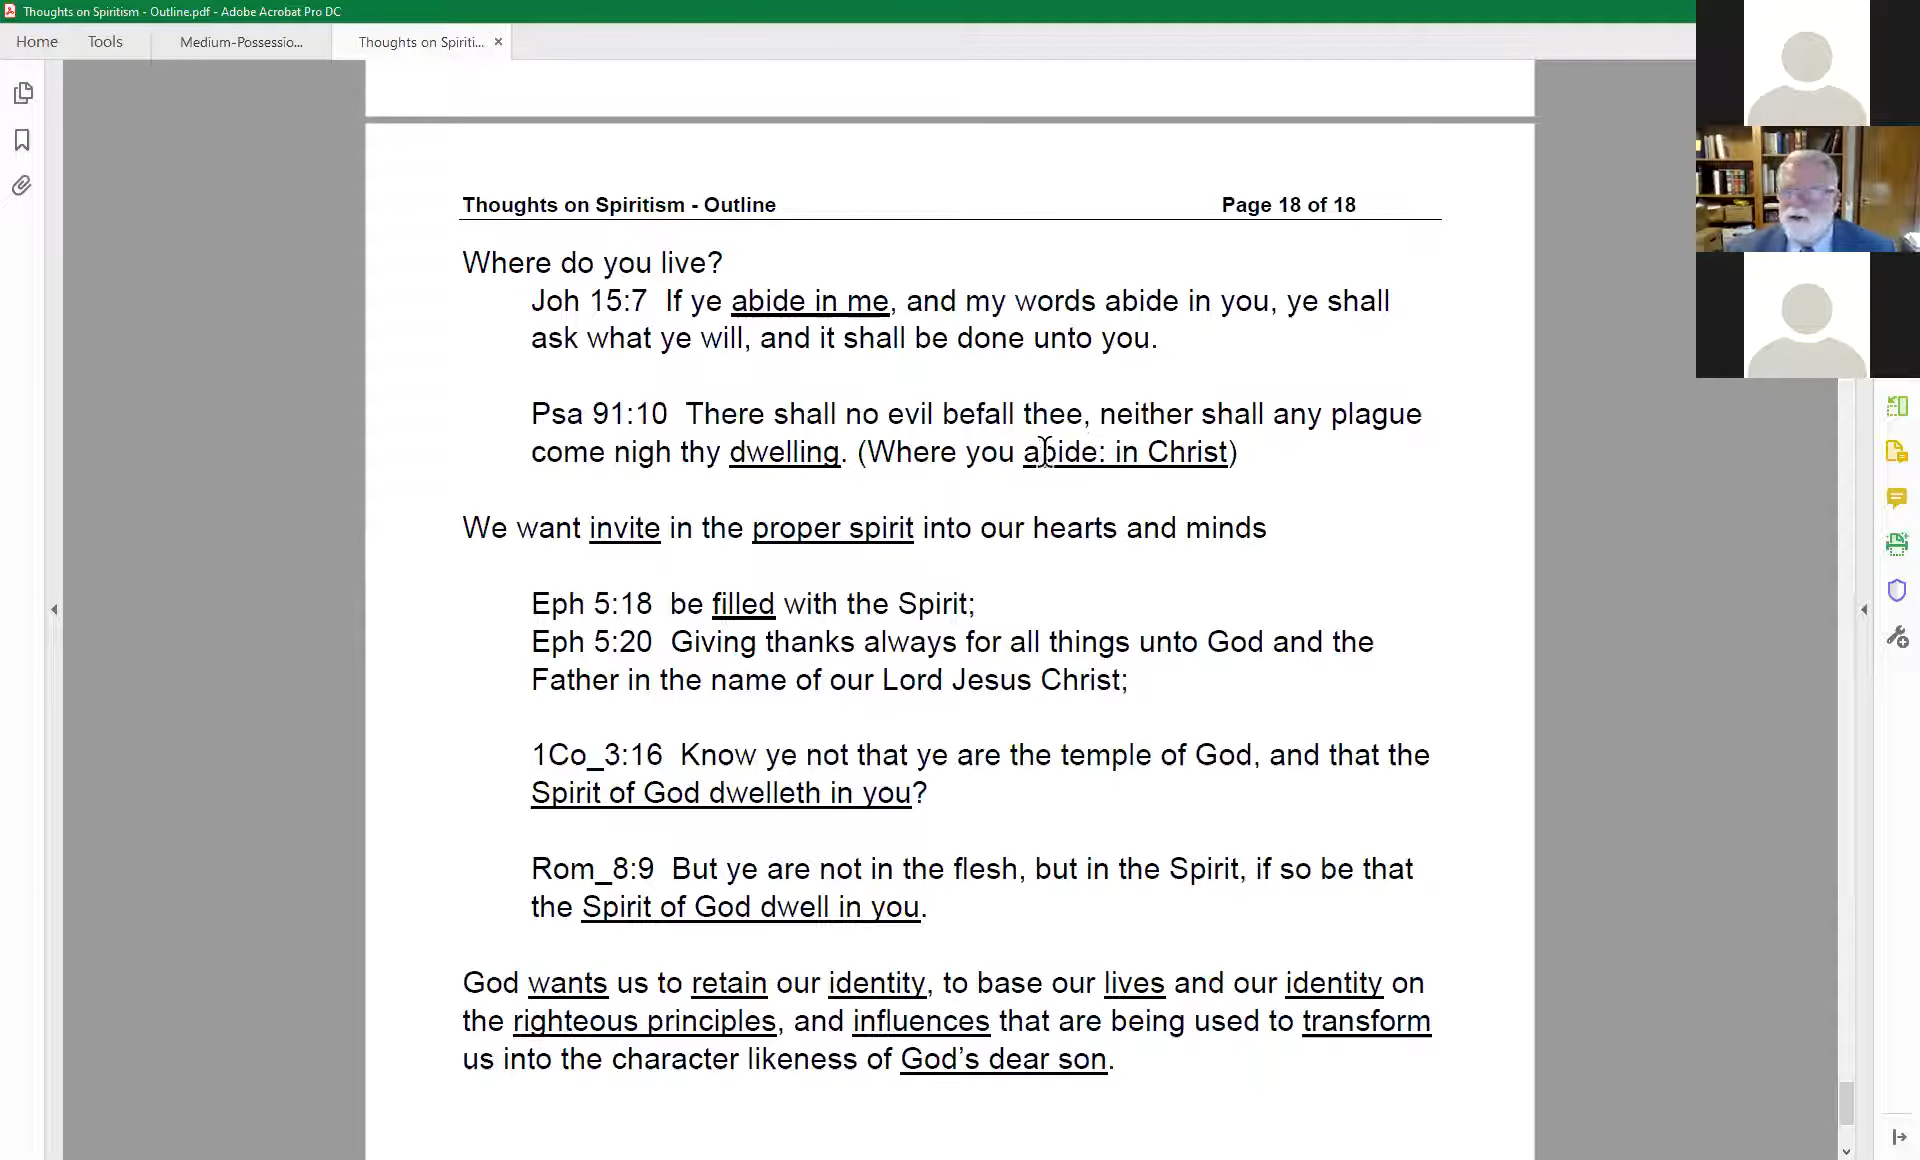 Thoughts on Spiritism - Outline.pdf - Adobe Acrobat Pro DC
Home Tools Medium-Possessio... Thoughts on Spiriti... ×
Thoughts on Spiritism - Outline Page 18 of 18
Where do you live?
Joh 15:7 If ye abide in me, and my words abide in you, ye shall
ask what ye will, and it shall be done unto you.
Psa 91:10 There shall no evil befall thee, neither shall any plague
come nigh thy dwelling. (Where you abide: in Christ)
We want invite in the proper spirit into our hearts and minds
Eph 5:18 be filled with the Spirit;
Eph 5:20 Giving thanks always for all things unto God and the
Father in the name of our Lord Jesus Christ;
1Co_3:16 Know ye not that ye are the temple of God, and that the
Spirit of God dwelleth in you?
Rom_8:9 But ye are not in the flesh, but in the Spirit, if so be that
the Spirit of God dwell in you.
God wants us to retain our identity, to base our lives and our identity on
the righteous principles, and influences that are being used to transform
us into the character likeness of God's dear son.